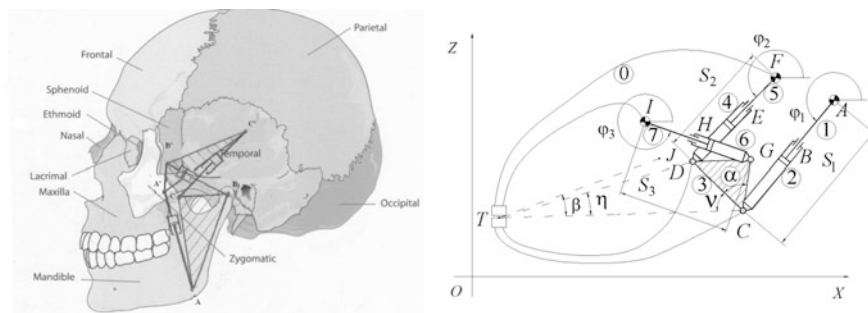 Parietal
Frontal
Sphenoid
Ethmoid
Nasal
Lacrimal
Maxilla
Mandible
Temporal
Occipital
Zygomatic
B'
C'
A'
C
B
A
Z
0
φ₂
F
S₂
4
5
I
E
φ₁
A
φ₃
7
H
6
1
J
G
B
S₁
D
3
α
2
S₃
ν
T
β
η
C
O
X